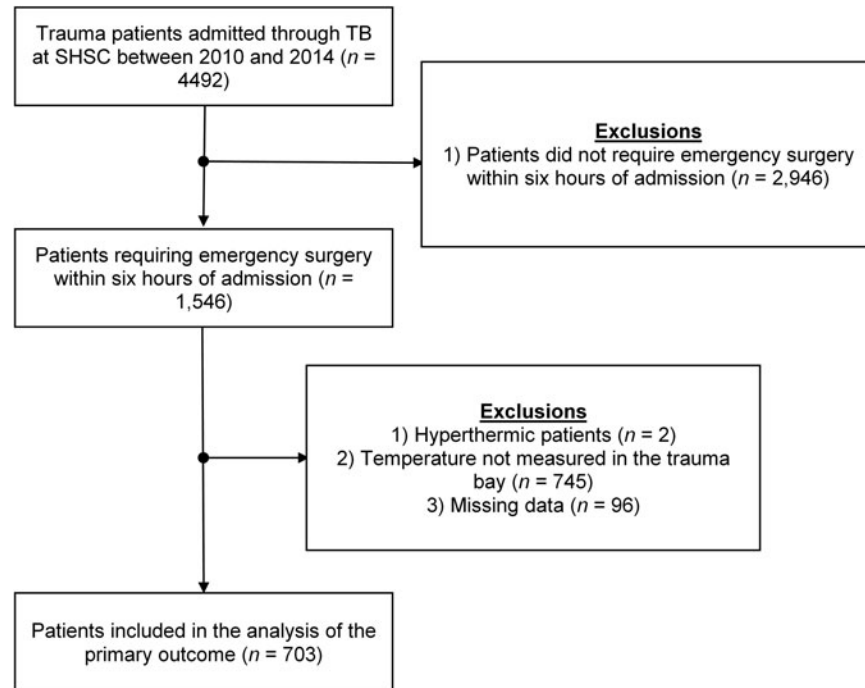 Trauma patients admitted through TB
at SHSC between 2010 and 2014 (n =
4492)
Exclusions
1) Patients did not require emergency surgery
within six hours of admission (n = 2,946)
Patients requiring emergency surgery
within six hours of admission (n =
1,546)
Exclusions
1) Hyperthermic patients (n = 2)
2) Temperature not measured in the trauma
bay (n = 745)
3) Missing data (n = 96)
Patients included in the analysis of the
primary outcome (n = 703)